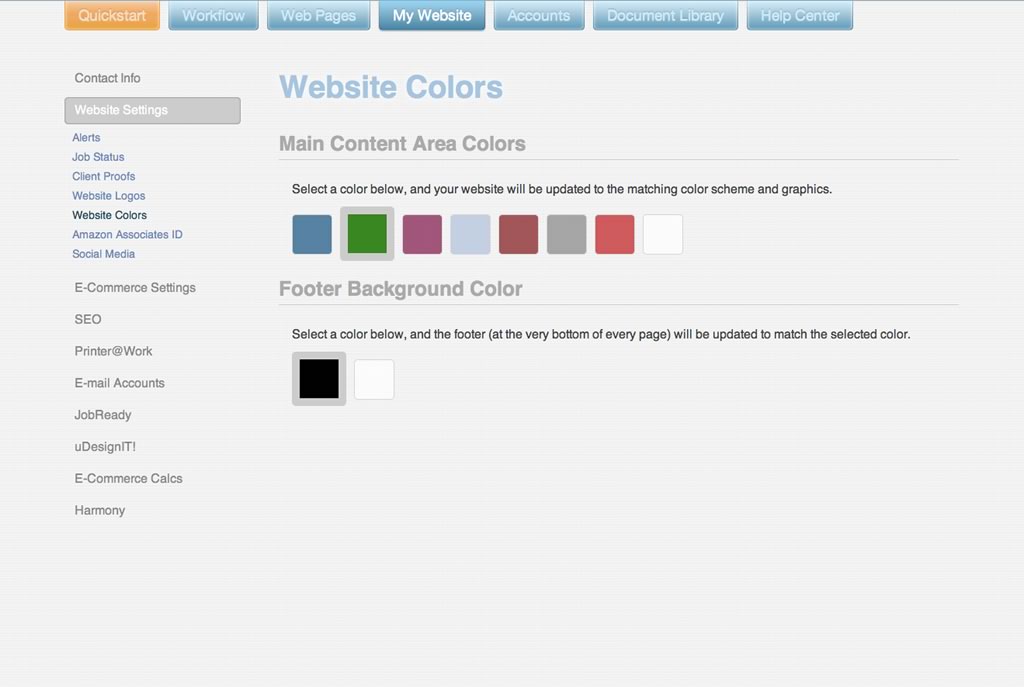 Quickstart
Workflow
Web Pages
My Website
Accounts
Document Library
Help Center
Contact Info
Website Settings
Alerts
Job Status
Client Proofs
Website Logos
Website Colors
Amazon Associates ID
Social Media
E-Commerce Settings
SEO
Printer@Work
E-mail Accounts
JobReady
uDesignIT!
E-Commerce Calcs
Harmony
Website Colors
Main Content Area Colors
Select a color below, and your website will be updated to the matching color scheme and graphics.
Footer Background Color
Select a color below, and the footer (at the very bottom of every page) will be updated to match the selected color.